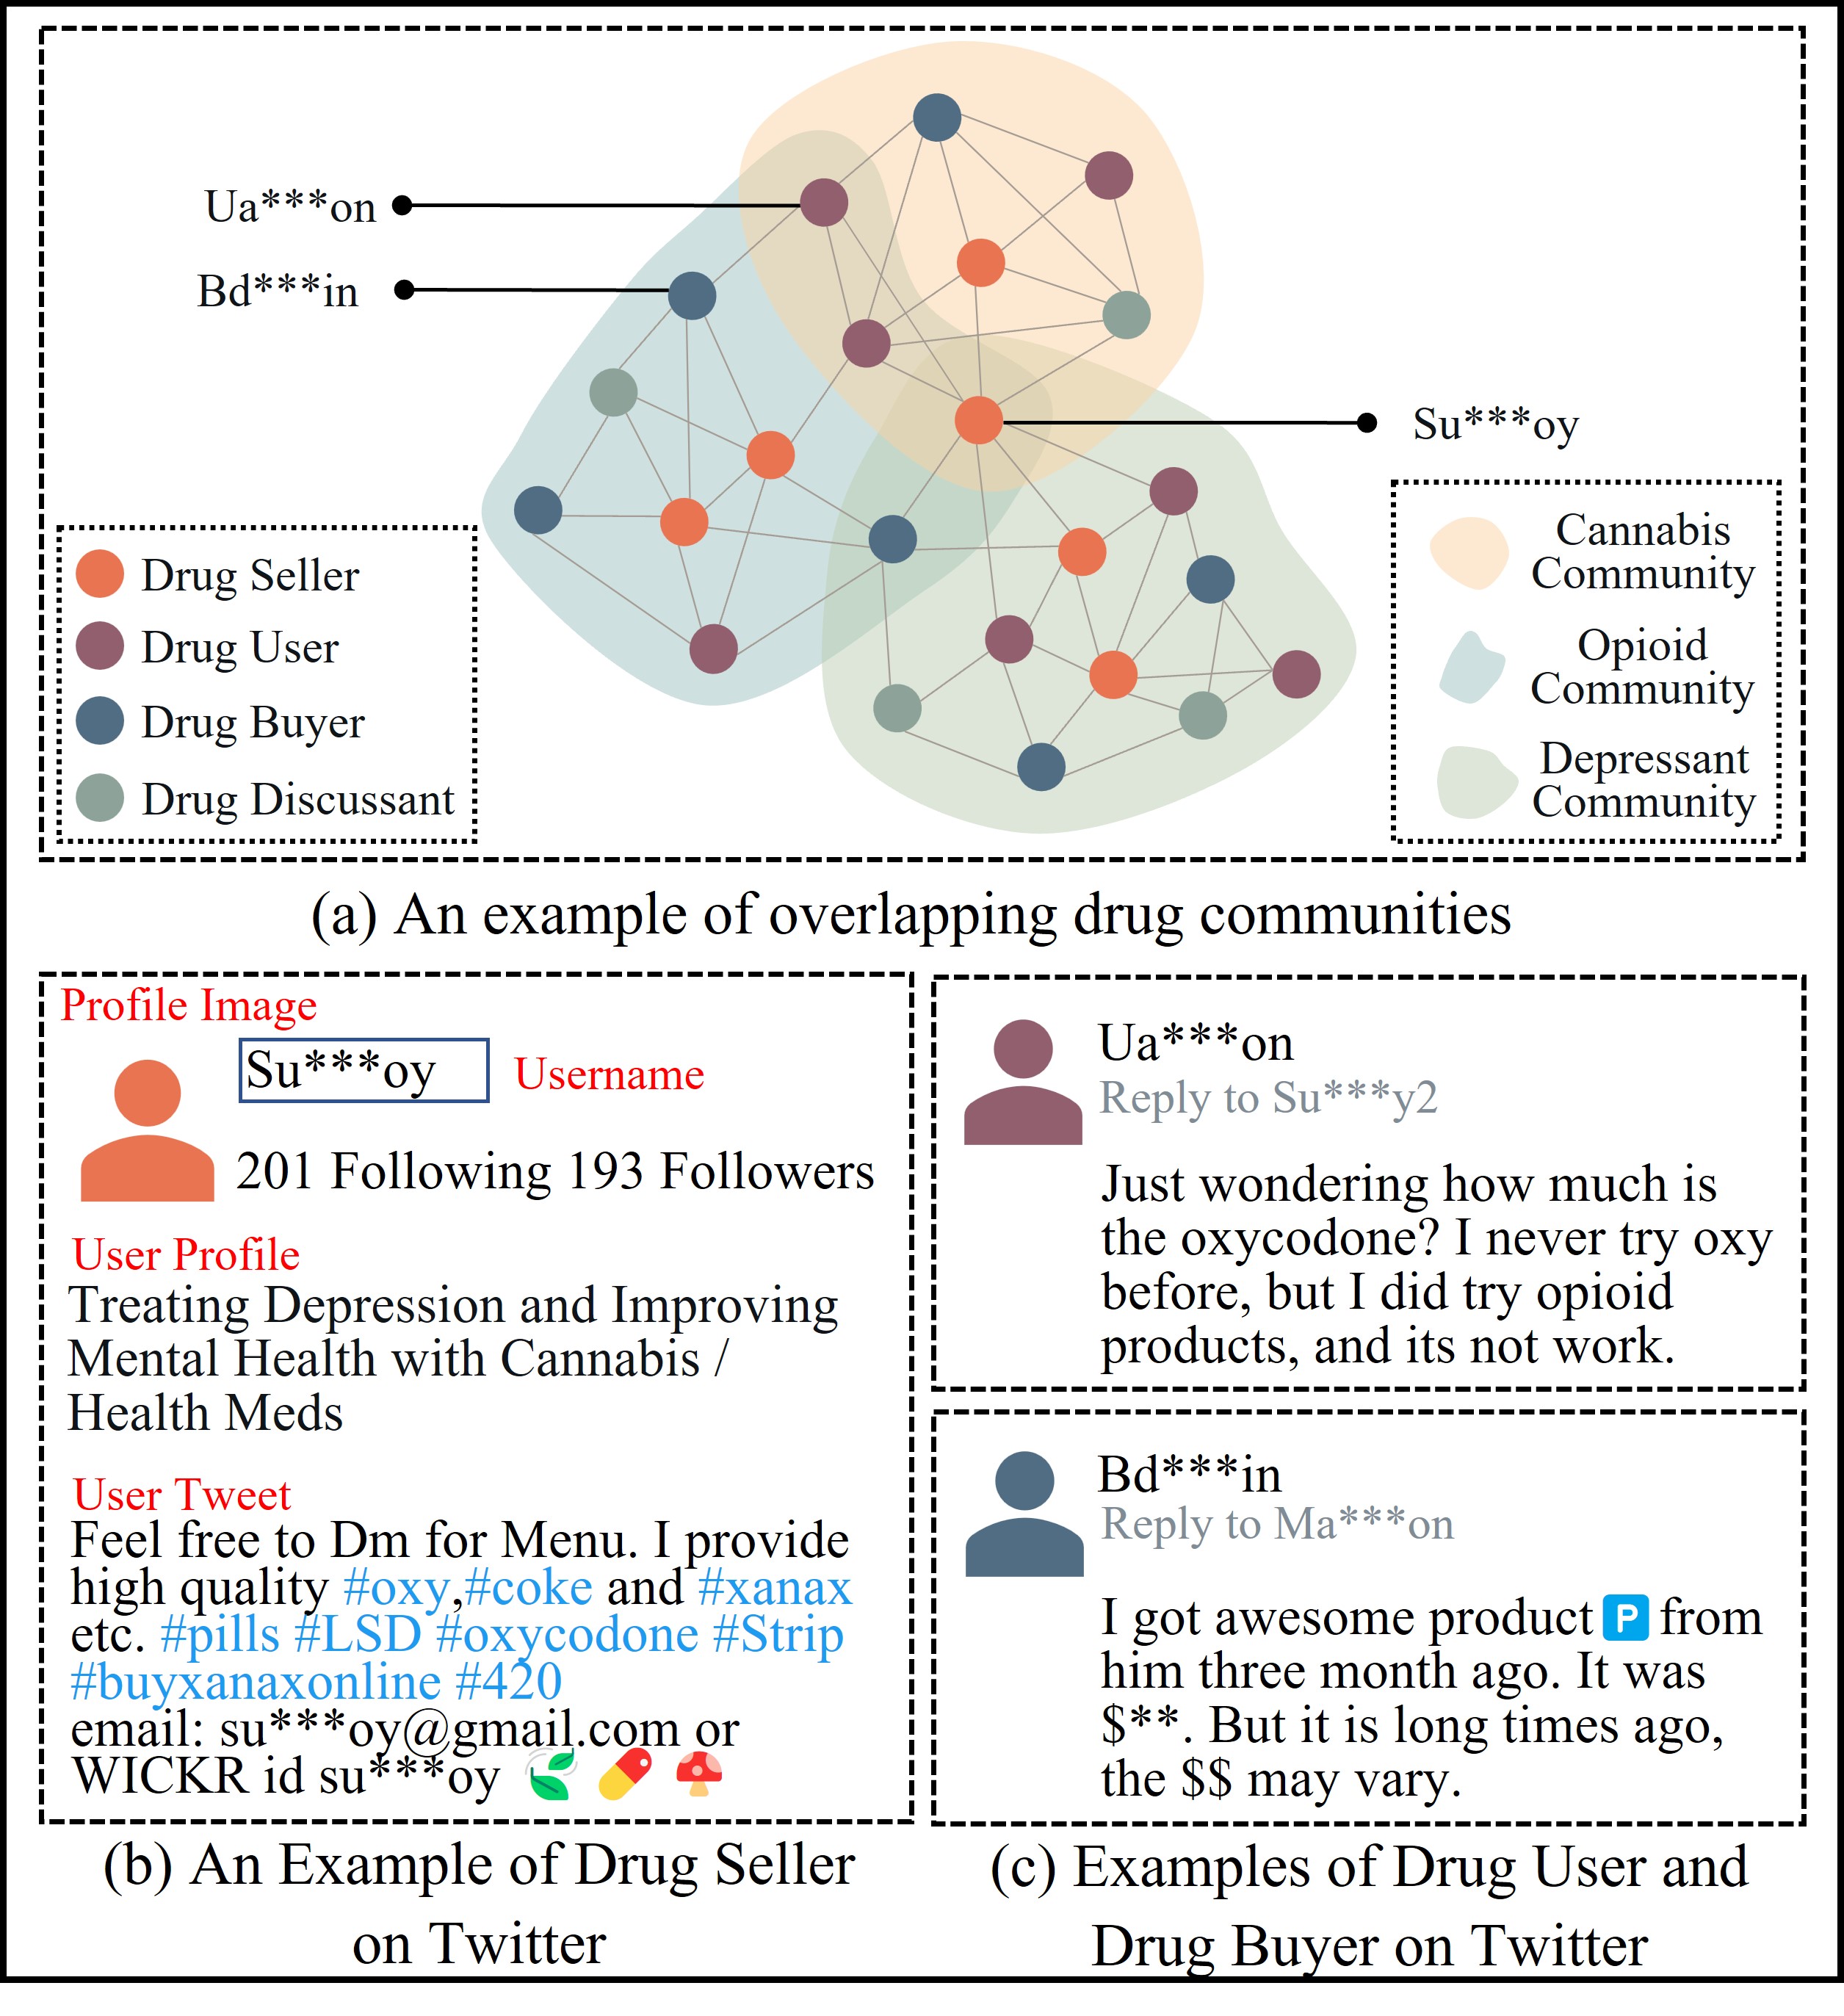 Ua***on
Bd***in
Su***oy
Drug Seller
Drug User
Drug Buyer
Drug Discussant
Cannabis
Community
Opioid
Community
Depressant
Community
(a) An example of overlapping drug communities
Profile Image
Su***oy
Username
201 Following 193 Followers
User Profile
Treating Depression and Improving
Mental Health with Cannabis /
Health Meds
User Tweet
Feel free to Dm for Menu. I provide
high quality #oxy,#coke and #xanax
etc. #pills #LSD #oxycodone #Strip
#buyxanaxonline #420
email: su***oy@gmail.com or
WICKR id su***oy
(b) An Example of Drug Seller
on Twitter
Ua***on
Reply to Su***y2
Just wondering how much is
the oxycodone? I never try oxy
before, but I did try opioid
products, and its not work.
Bd***in
Reply to Ma***on
I got awesome product 🅿️ from
him three month ago. It was
$**. But it is long times ago,
the $$ may vary.
(c) Examples of Drug User and
Drug Buyer on Twitter